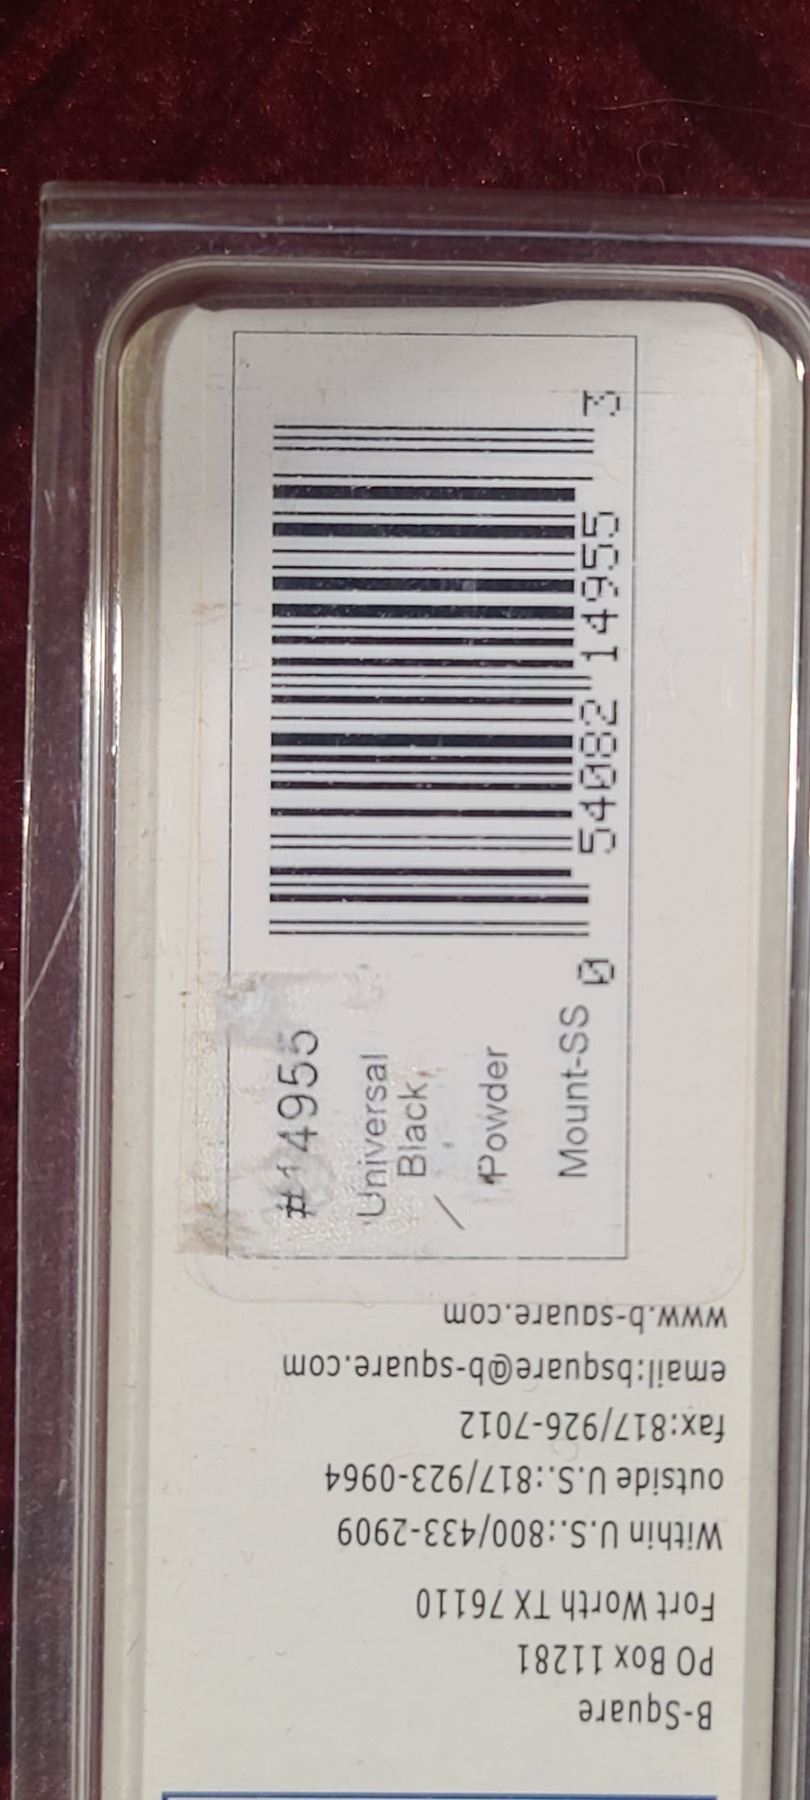 #14955
Universal
Black
/
Powder
Mount-SS
0 54082 14955 3
B-Square
PO Box 11281
Fort Worth TX 76110
Within U.S.:800/433-2909
outside U.S.:817/923-0964
fax:817/926-7012
email:bsquare@b-square.com
www.b-square.com